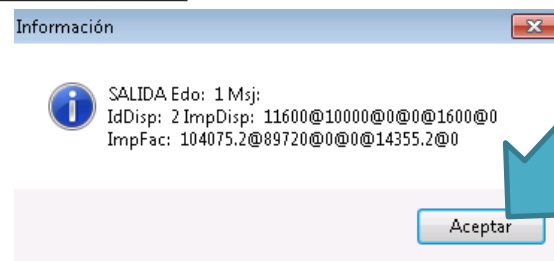 Información
SALIDA Edo: 1 Msj:
IdDisp: 2 ImpDisp: 11600@10000@0@0@1600@0
ImpFac: 104075.2@89720@0@0@14355.2@0
Aceptar